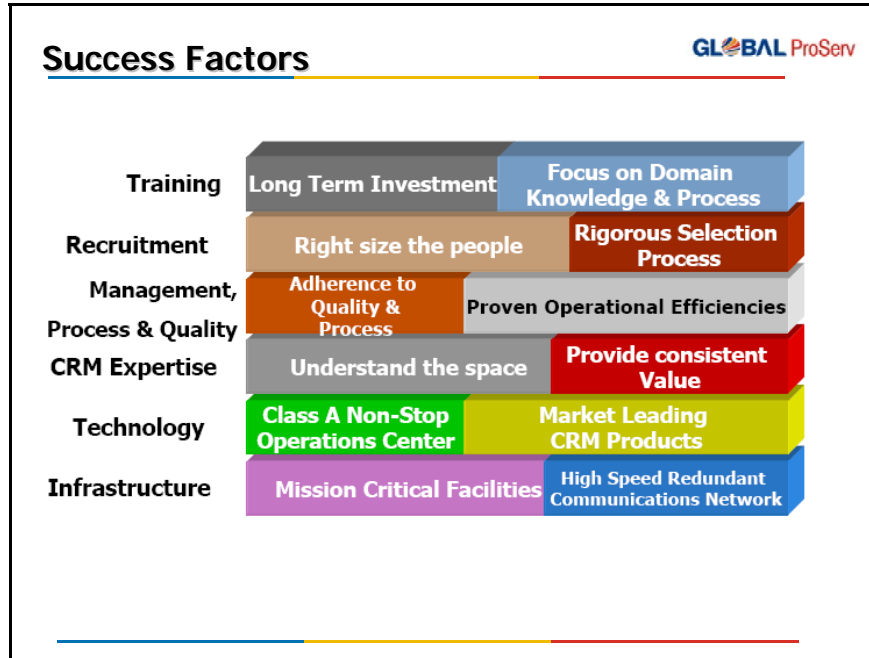 Success Factors
GLOBAL ProServ
Training
Long Term Investment
Focus on Domain
Knowledge & Process
Recruitment
Right size the people
Rigorous Selection
Process
Management,
Process & Quality
Adherence to
Quality &
Process
Proven Operational Efficiencies
CRM Expertise
Understand the space
Provide consistent
Value
Technology
Class A Non-Stop
Operations Center
Market Leading
CRM Products
Infrastructure
Mission Critical Facilities
High Speed Redundant
Communications Network